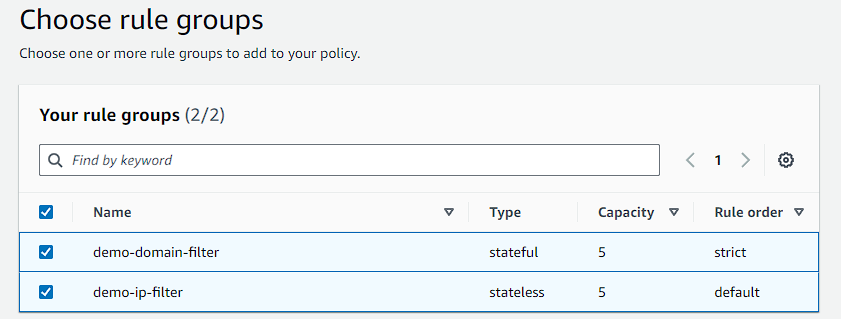 Choose rule groups
Choose one or more rule groups to add to your policy.
Your rule groups (2/2)
Find by keyword
1
Name Type Capacity Rule order
demo-domain-filter stateful 5 strict
demo-ip-filter stateless 5 default